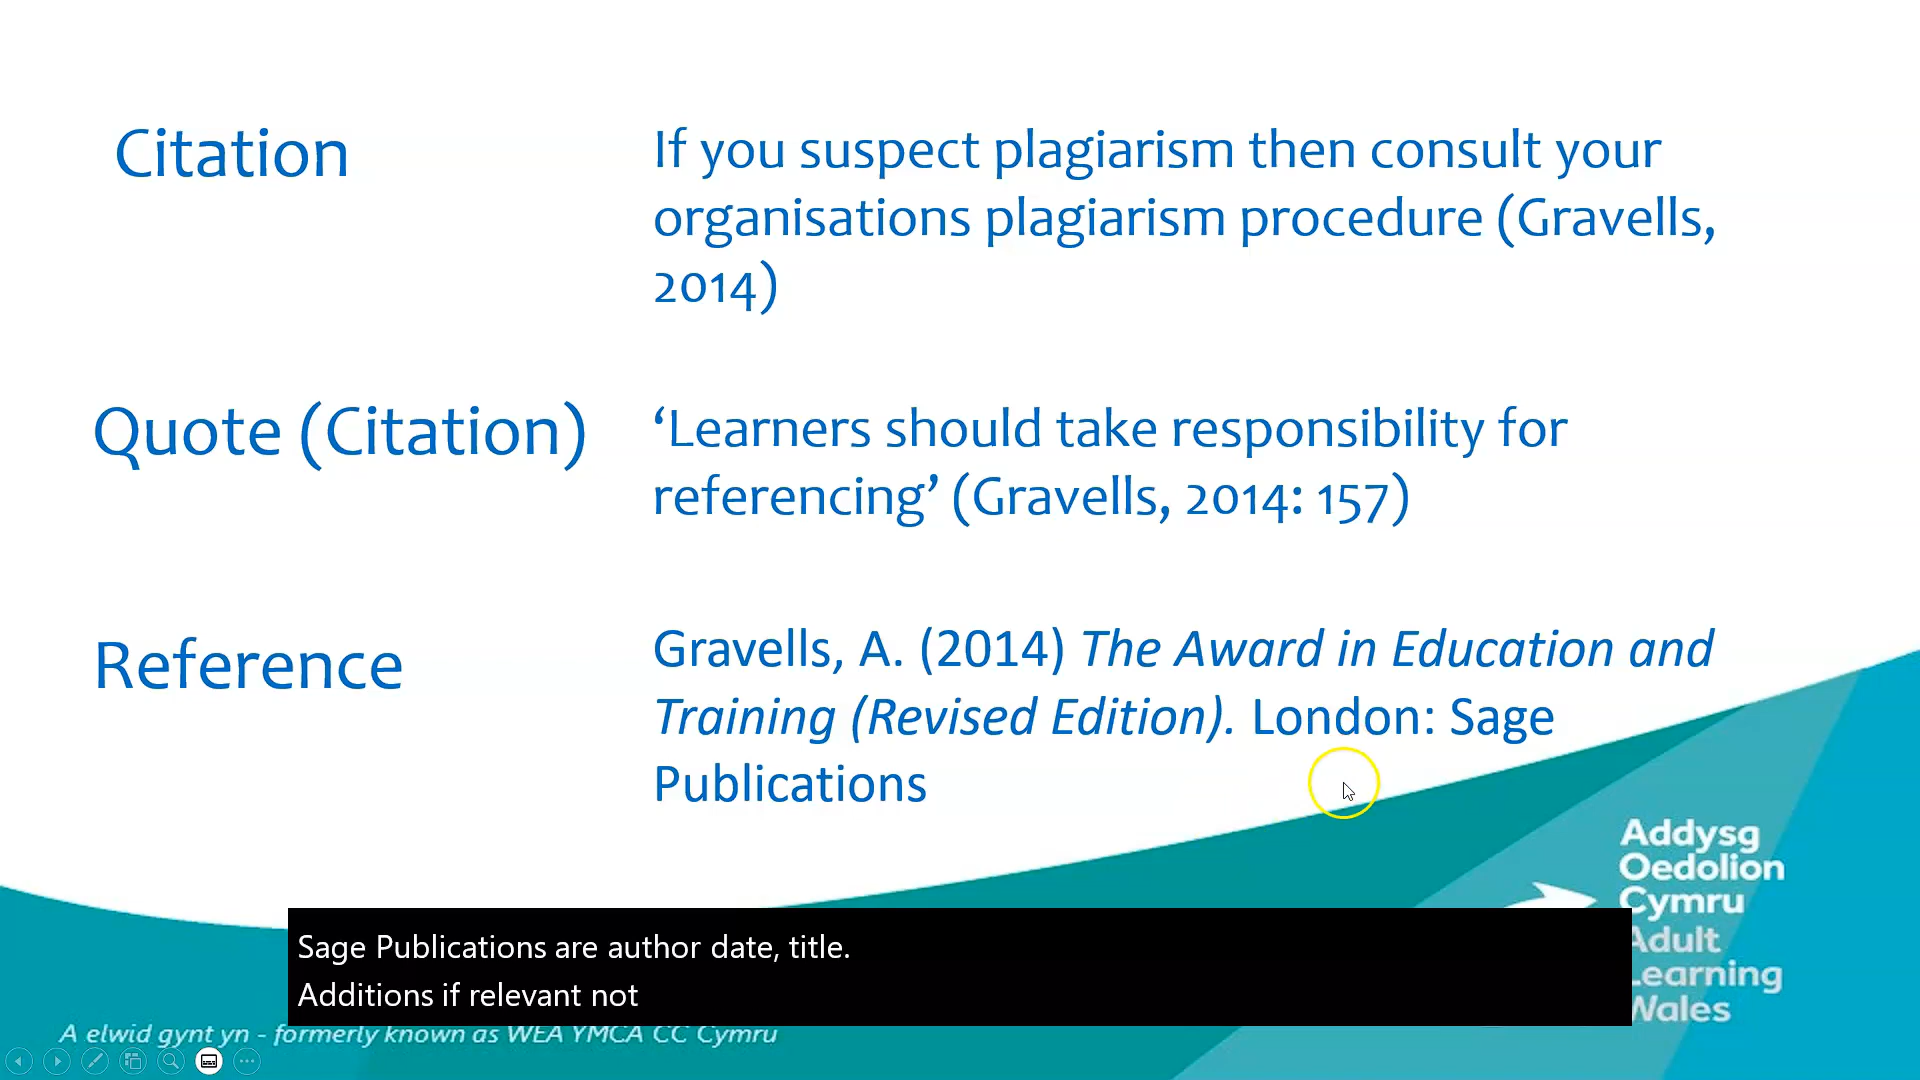 Citation
If you suspect plagiarism then consult your
organisations plagiarism procedure (Gravells,
2014)
Quote (Citation)
‘Learners should take responsibility for
referencing’ (Gravells, 2014: 157)
Reference
Gravells, A. (2014) The Award in Education and
Training (Revised Edition). London: Sage
Publications
Addysg
Oedolion
Cymru
Adult
Learning
Wales
Sage Publications are author date, title.
Additions if relevant not
A elwid gynt yn - formerly known as WEA YMCA CC Cymru